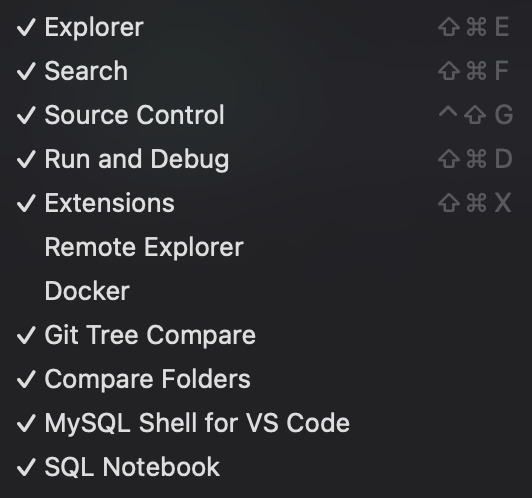 ✓ Explorer ⇧⌘E
✓ Search ⇧⌘F
✓ Source Control ^⇧G
✓ Run and Debug ⇧⌘D
✓ Extensions ⇧⌘X
Remote Explorer
Docker
✓ Git Tree Compare
✓ Compare Folders
✓ MySQL Shell for VS Code
✓ SQL Notebook